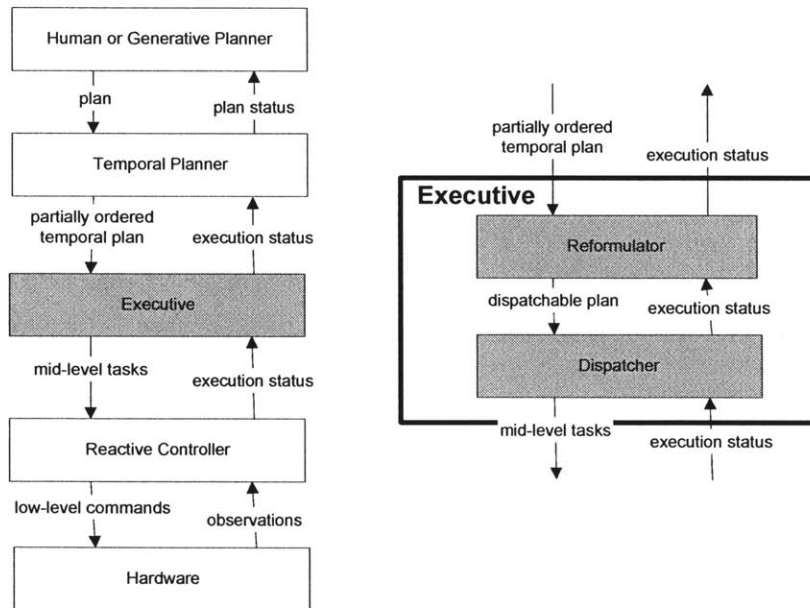 Human or Generative Planner
plan
plan status
Temporal Planner
partially ordered
temporal plan
execution status
Executive
mid-level tasks
execution status
Reactive Controller
low-level commands
observations
Hardware
partially ordered
temporal plan
execution status
Executive
Reformulator
dispatchable plan
execution status
Dispatcher
mid-level tasks
execution status